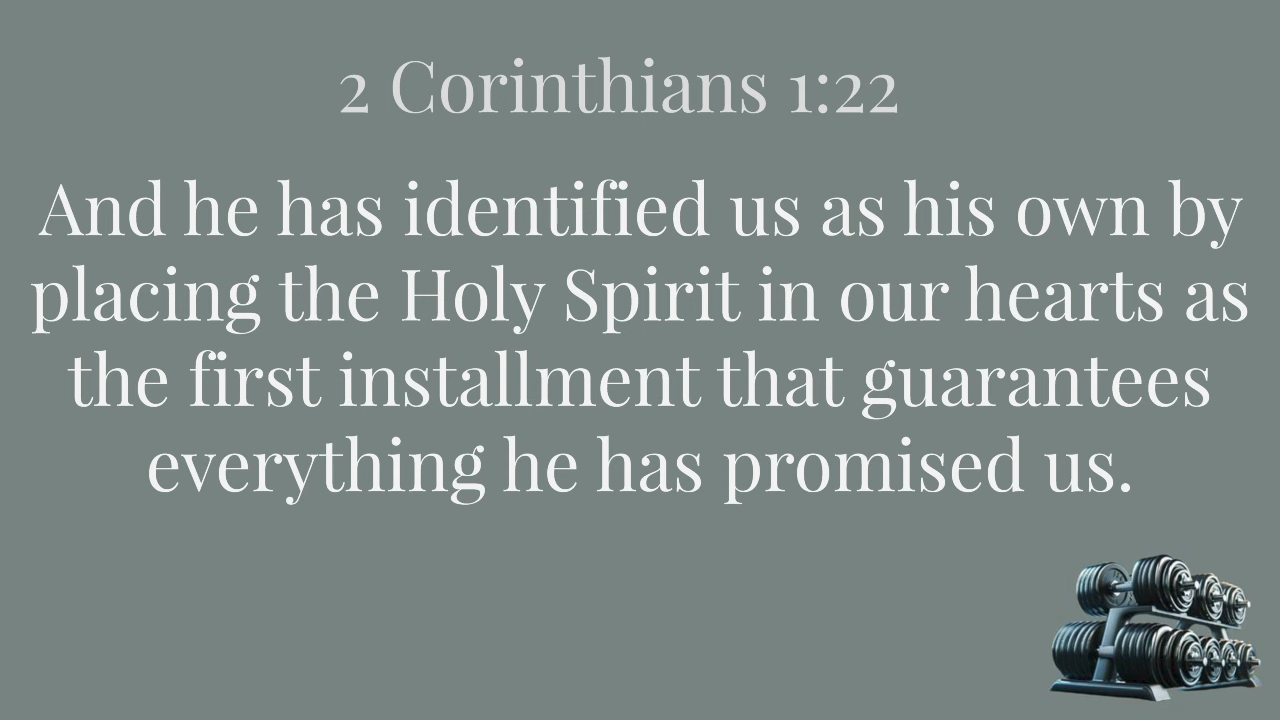 2 Corinthians 1:22
And he has identified us as his own by
placing the Holy Spirit in our hearts as
the first installment that guarantees
everything he has promised us.